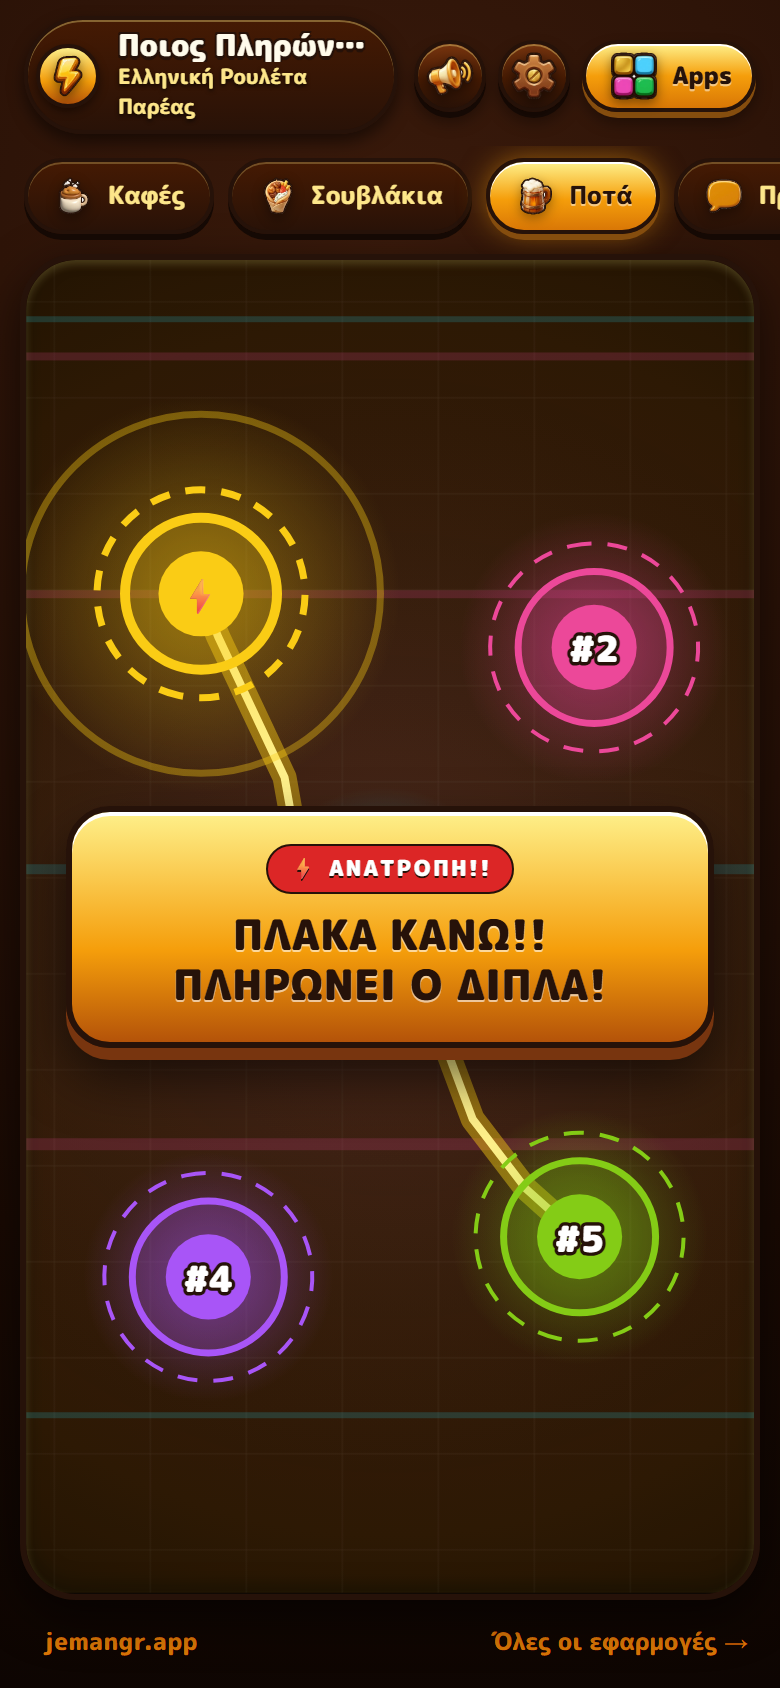 Ποιος Πληρών...
Ελληνική Ρουλέτα
Παρέας
Apps
Καφές
Σουβλάκια
Ποτά
#2
ΑΝΑΤΡΟΠΗ!!
ΠΛΑΚΑ ΚΑΝΩ!!
ΠΛΗΡΩΝΕΙ Ο ΔΙΠΛΑ!
#5
#4
jemangr.app
Όλες οι εφαρμογές →